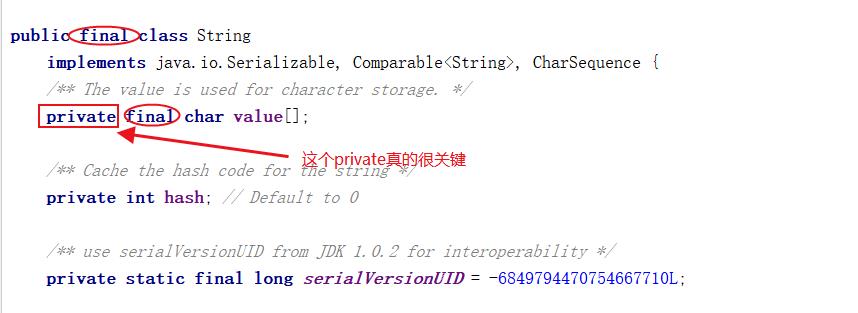 public final class String
implements java.io.Serializable, Comparable<String>, CharSequence {
/** The value is used for character storage. */
private final char value[];
这个private真的很关键
/** Cache the hash code for the string */
private int hash; // Default to 0
/** use serialVersionUID from JDK 1.0.2 for interoperability */
private static final long serialVersionUID = -6849794470754667710L;